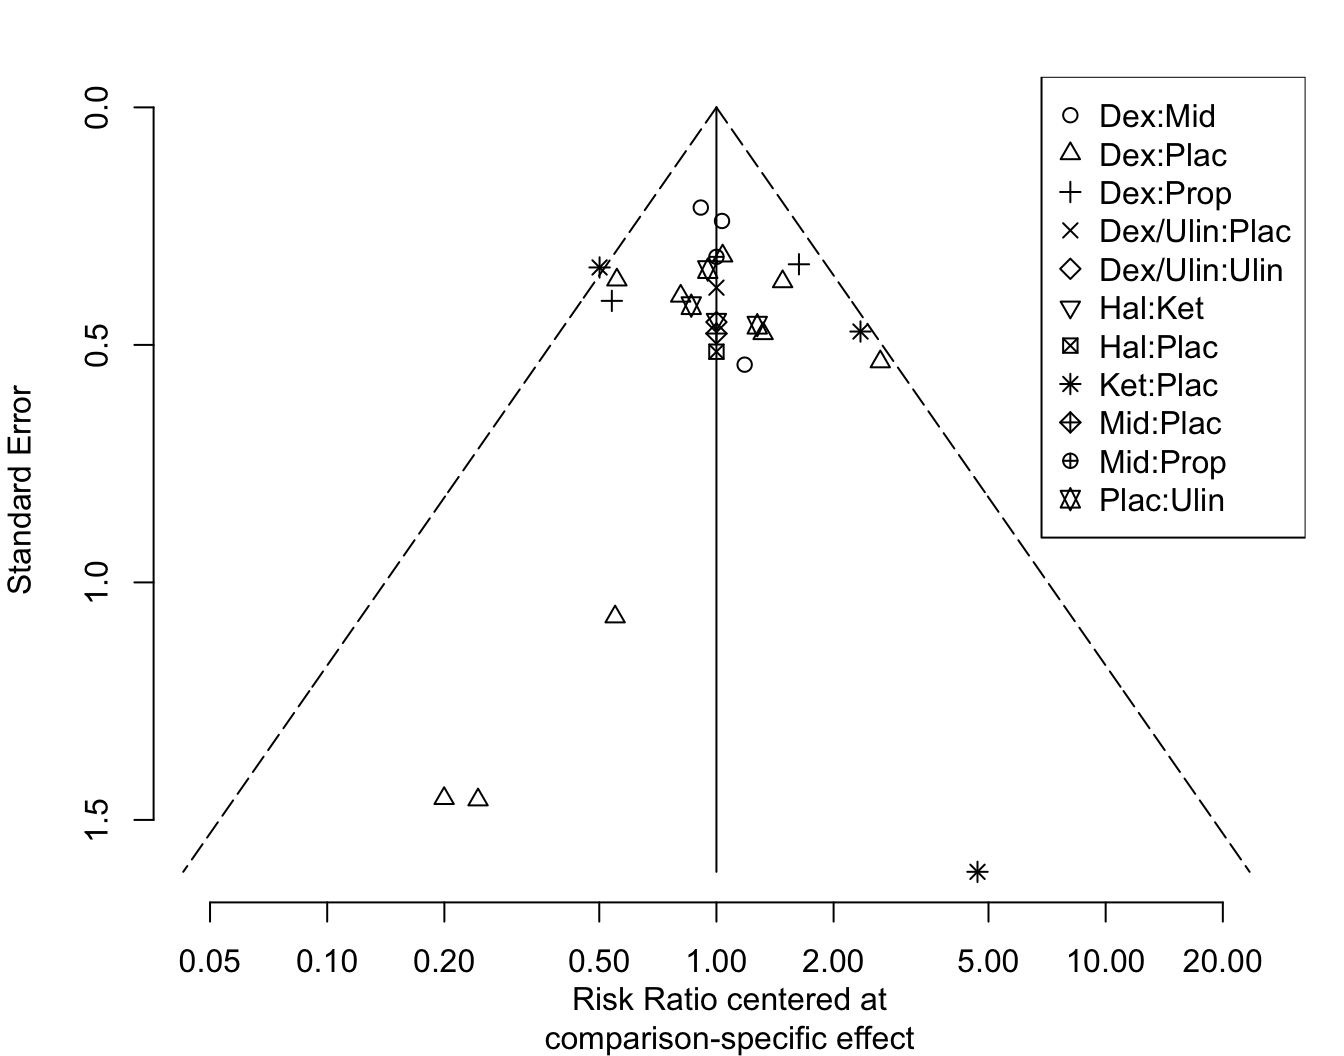 0.0
0.5
1.0
1.5
Standard Error
Dex:Mid
Dex:Plac
Dex:Prop
Dex/Ulin:Plac
Dex/Ulin:Ulin
Hal:Ket
Hal:Plac
Ket:Plac
Mid:Plac
Mid:Prop
Plac:Ulin
0.05 0.10 0.20 0.50 1.00 2.00 5.00 10.00 20.00
Risk Ratio centered at
comparison-specific effect